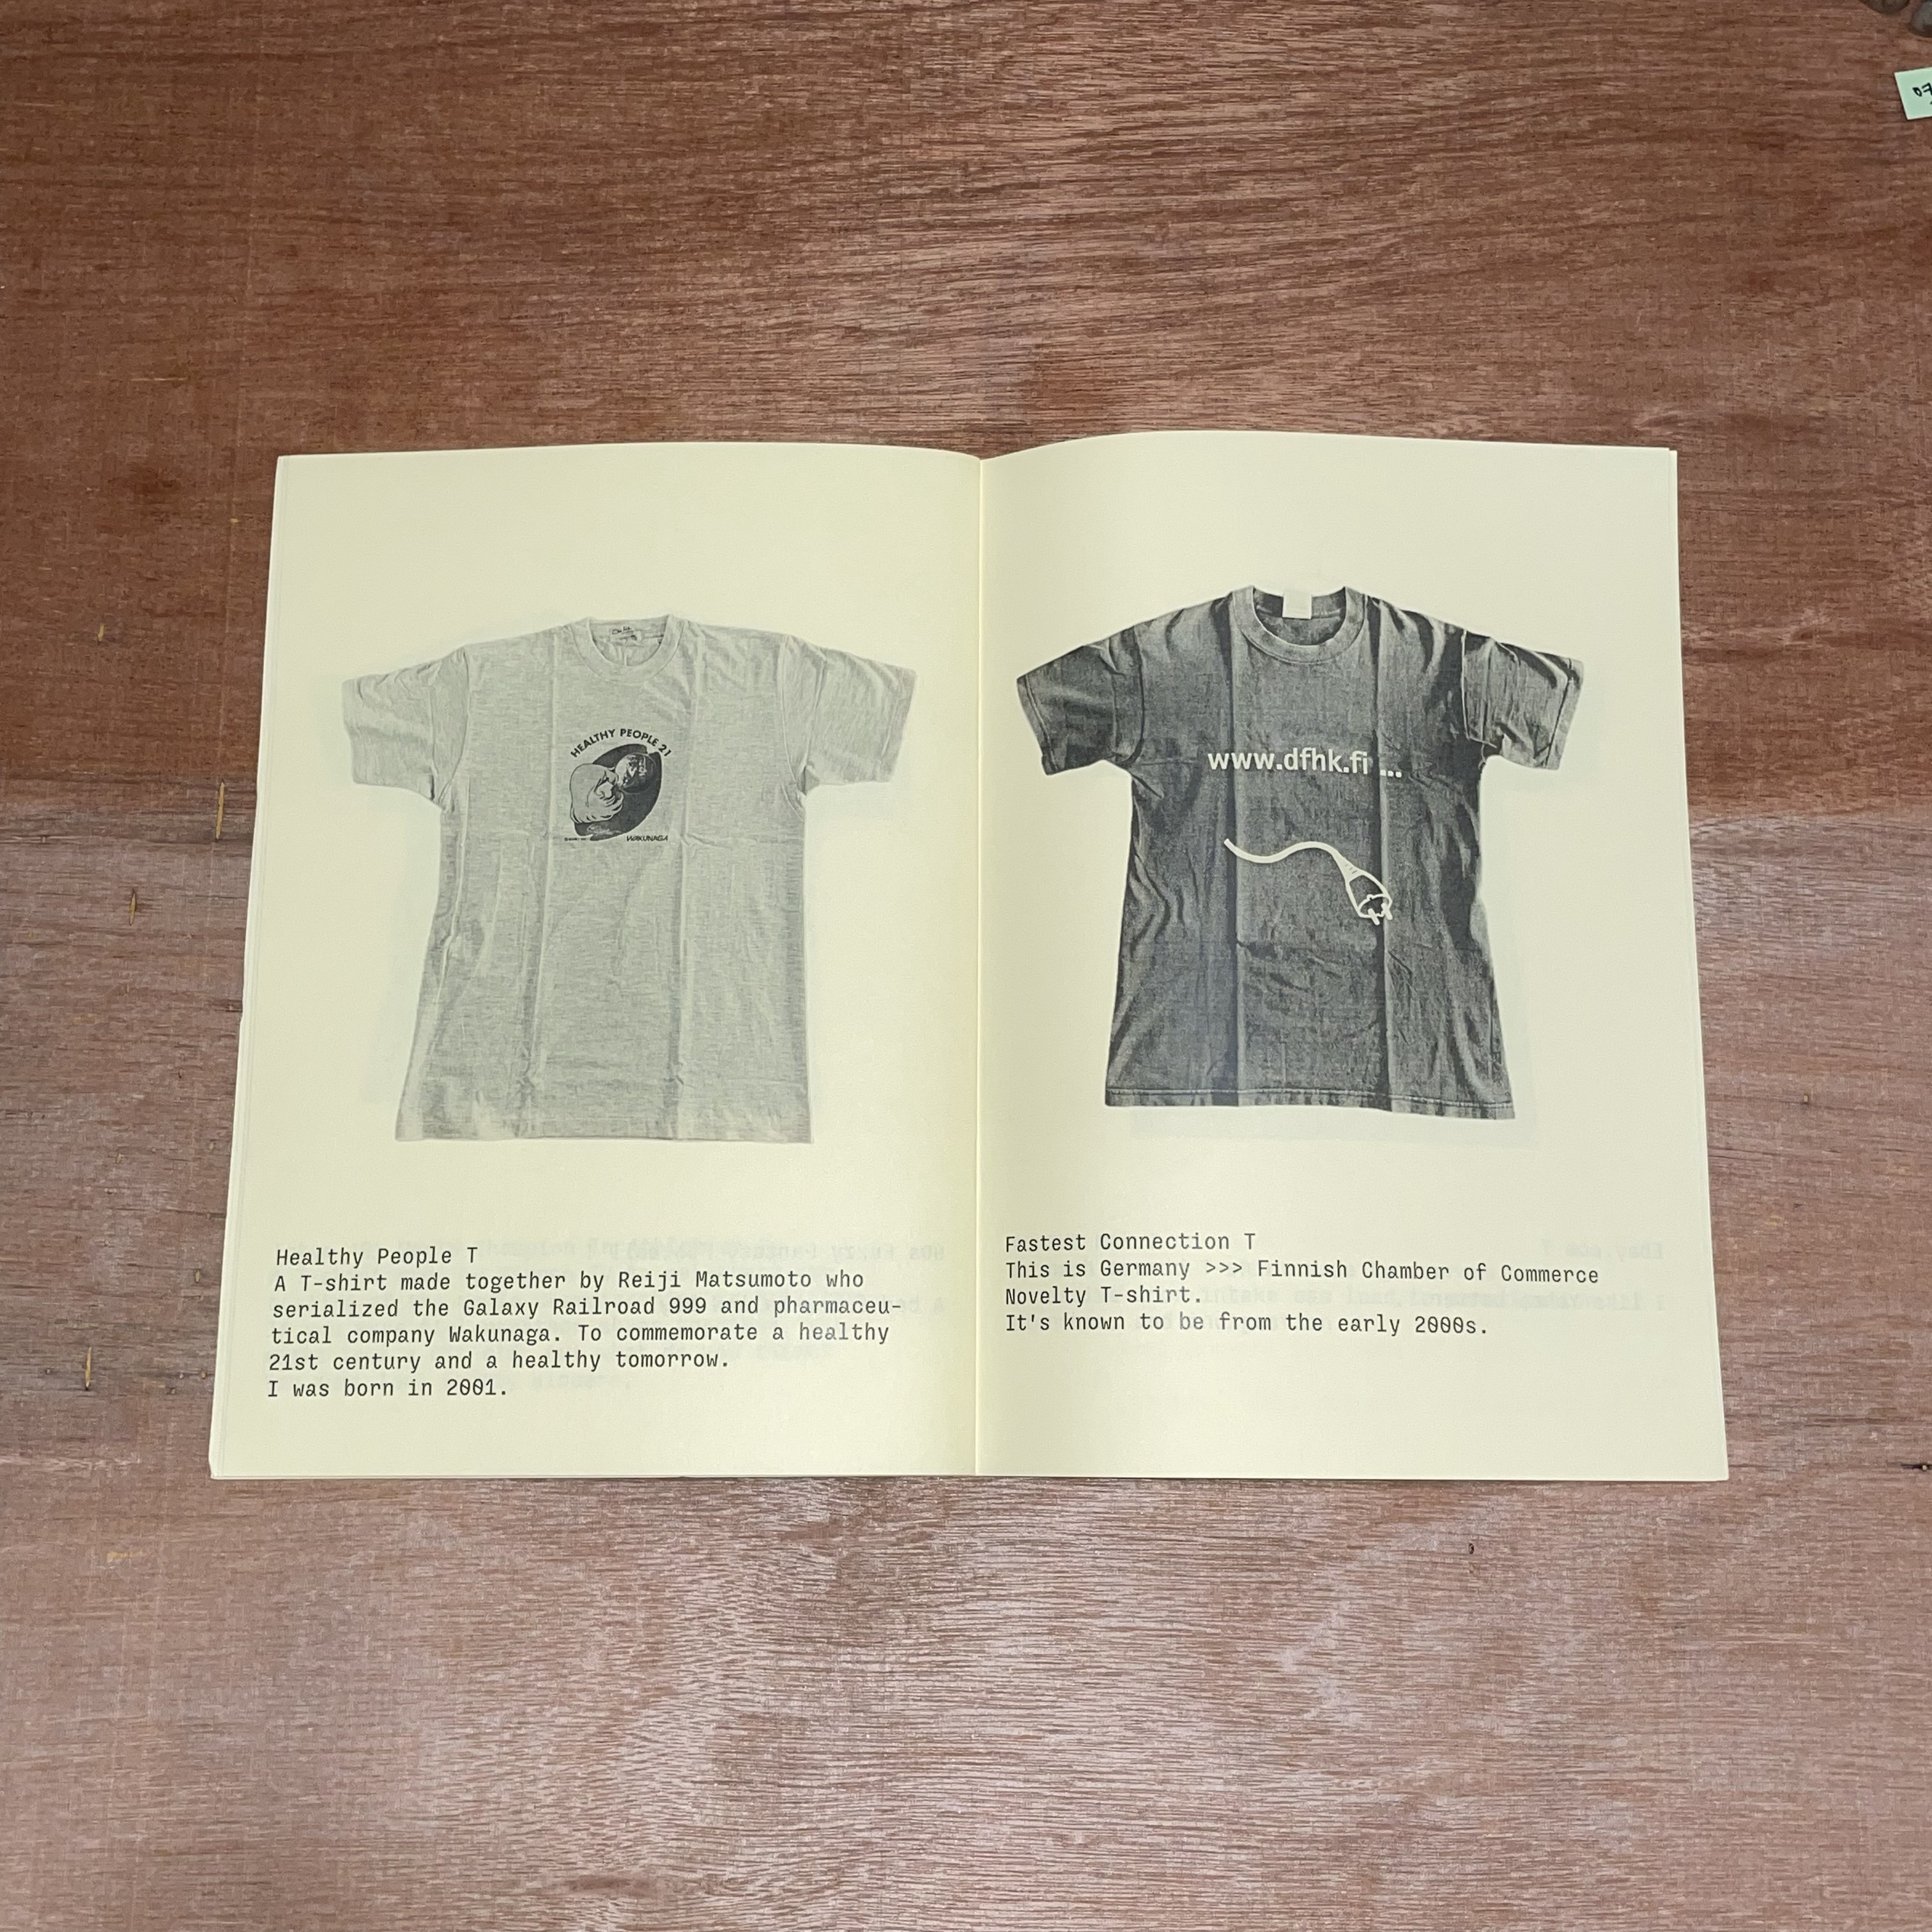 HEALTHY PEOPLE 21
WAKUNAGA
Healthy People T
A T-shirt made together by Reiji Matsumoto who
serialized the Galaxy Railroad 999 and pharmaceu-
tical company Wakunaga. To commemorate a healthy
21st century and a healthy tomorrow.
I was born in 2001.
www.dfhk.fi ...
Fastest Connection T
This is Germany >>> Finnish Chamber of Commerce
Novelty T-shirt.
It's known to be from the early 2000s.
07